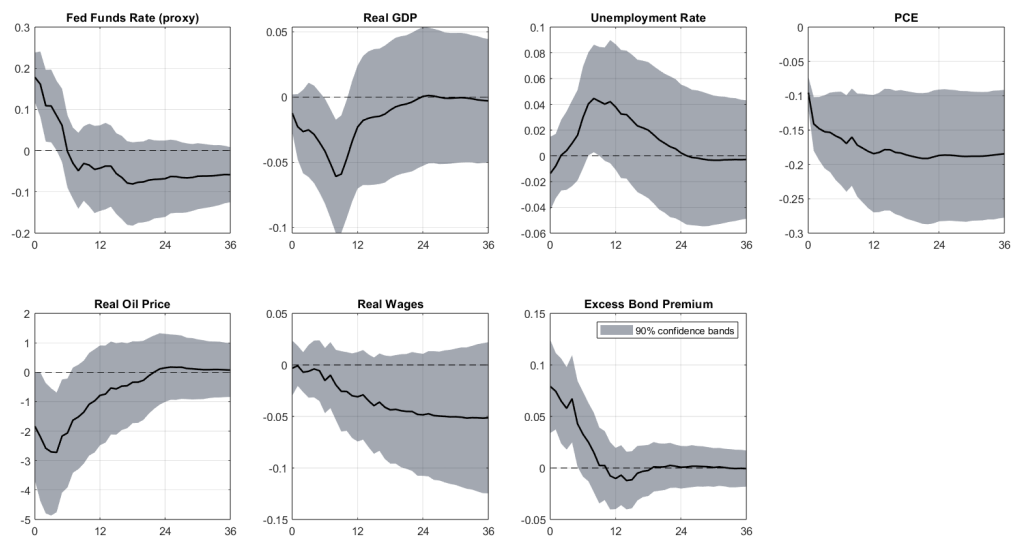 Fed Funds Rate (proxy)
0.3
0.2
0.1
0
-0.1
-0.2
0 12 24 36
Real GDP
0.05
0
-0.05
-0.1
0 12 24 36
Unemployment Rate
0.1
0.08
0.06
0.04
0.02
0
-0.02
-0.04
-0.06
0 12 24 36
PCE
0
-0.05
-0.1
-0.15
-0.2
-0.25
-0.3
0 12 24 36
Real Oil Price
2
1
0
-1
-2
-3
-4
-5
0 12 24 36
Real Wages
0.05
0
-0.05
-0.1
-0.15
0 12 24 36
Excess Bond Premium
0.15
0.1
0.05
0
-0.05
0 12 24 36
90% confidence bands